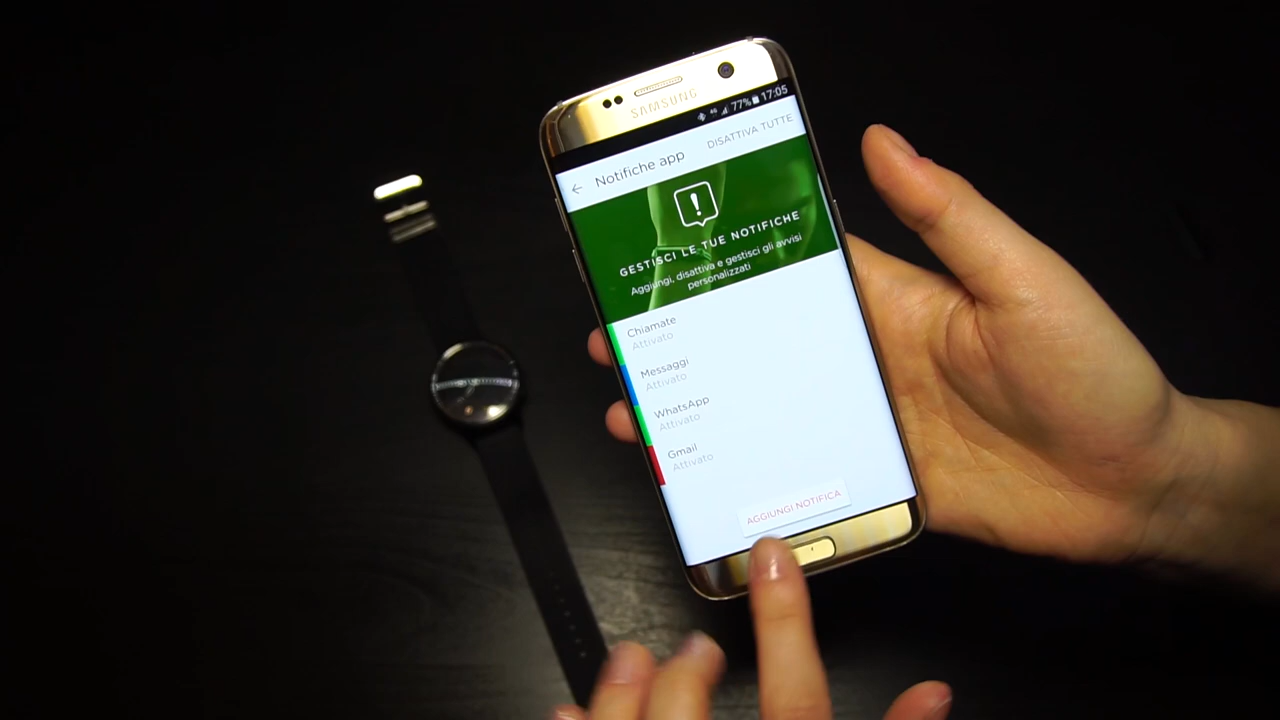 SAMSUNG
77% 17:05
Notifiche app
DISATTIVA TUTTE
GESTISCI LE TUE NOTIFICHE
Aggiungi, disattiva e gestisci gli avvisi
personalizzati
Chiamate
Attivato
Messaggi
Attivato
WhatsApp
Attivato
Gmail
Attivato
AGGIUNGI NOTIFICA